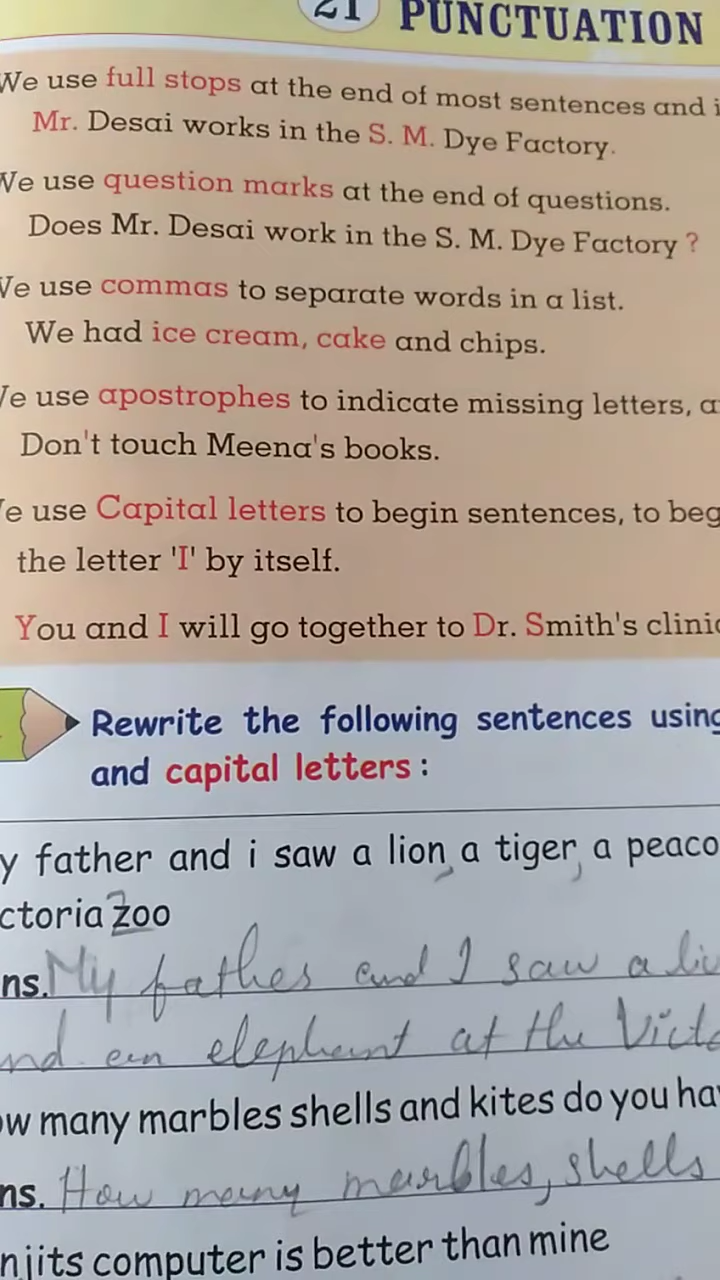 21 PUNCTUATION
We use full stops at the end of most sentences and i
Mr. Desai works in the S. M. Dye Factory.
We use question marks at the end of questions.
Does Mr. Desai work in the S. M. Dye Factory ?
We use commas to separate words in a list.
We had ice cream, cake and chips.
We use apostrophes to indicate missing letters, a
Don't touch Meena's books.
We use Capital letters to begin sentences, to beg
the letter 'I' by itself.
You and I will go together to Dr. Smith's clinic
Rewrite the following sentences using
and capital letters :
y father and i saw a lion, a tiger, a peaco
ctoria zoo
ns. My father and I saw a li
nd an elephant at the Victo
ow many marbles shells and kites do you hav
ns. How many marbles, shells
njits computer is better than mine